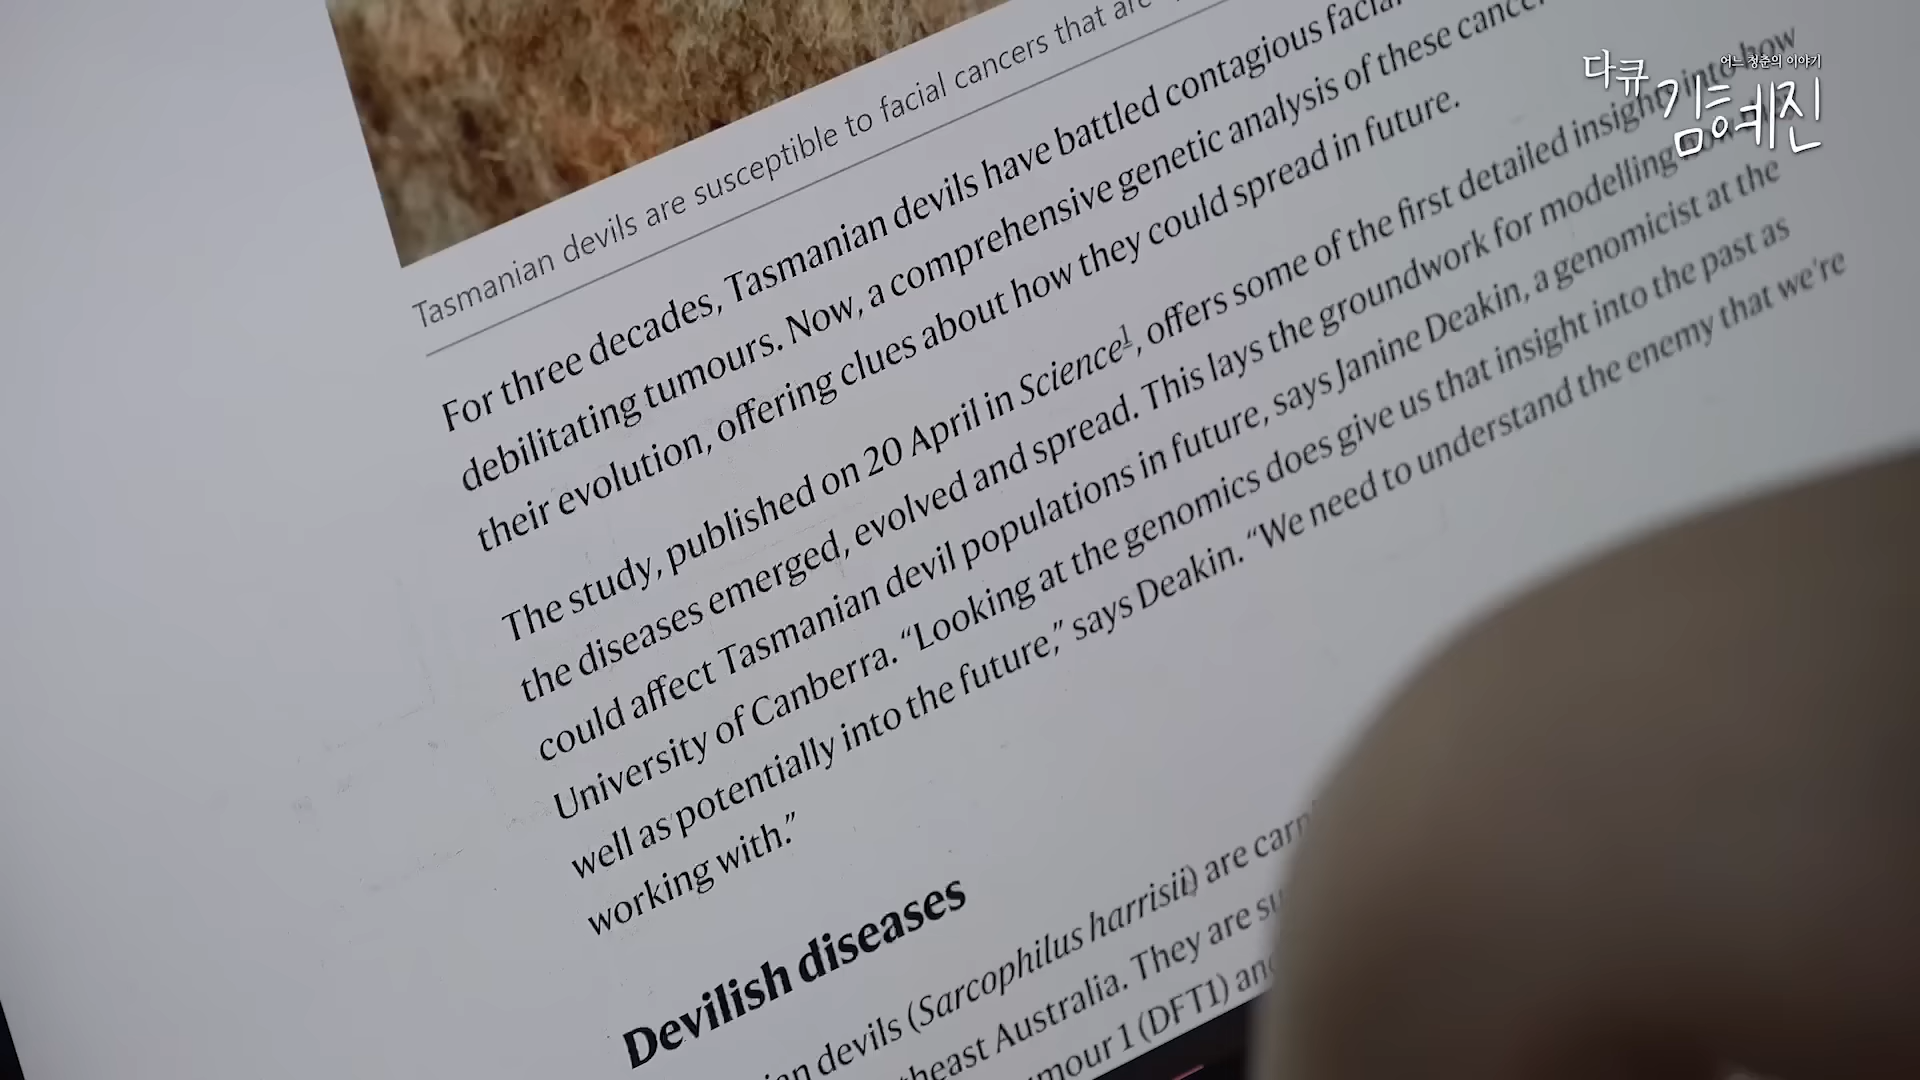 다큐
어느 청춘의 이야기
김혜진
Tasmanian devils are susceptible to facial cancers that are
For three decades, Tasmanian devils have battled contagious facial
debilitating tumours. Now, a comprehensive genetic analysis of these cancer
their evolution, offering clues about how they could spread in future.
The study, published on 20 April in Science1, offers some of the first detailed insight into how
the diseases emerged, evolved and spread. This lays the groundwork for modelling
could affect Tasmanian devil populations in future, says Janine Deakin, a genomicist at the
University of Canberra. “Looking at the genomics does give us that insight into the past as
well as potentially into the future,” says Deakin. “We need to understand the enemy that we’re
working with.”
Devilish diseases
devils (Sarcophilus harrisii) are
Australia. They are
1 (DFT1)